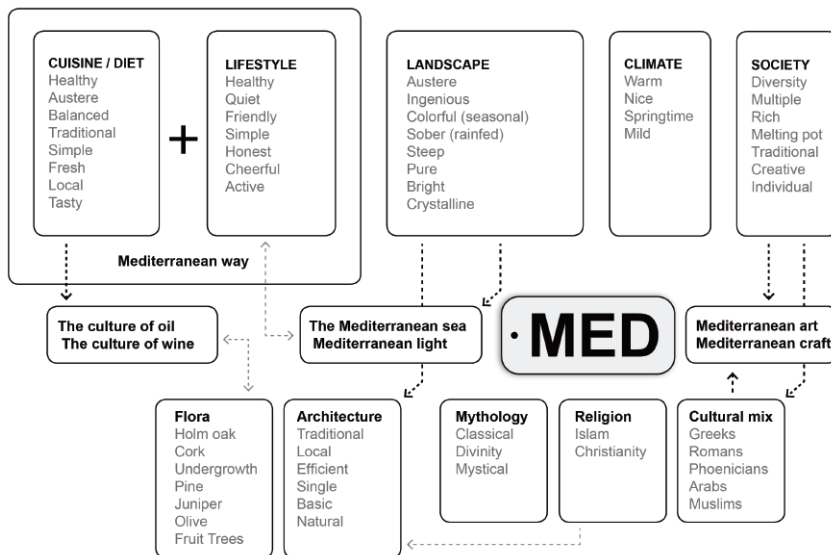 CUISINE / DIET
Healthy
Austere
Balanced
Traditional
Simple
Fresh
Local
Tasty
+
LIFESTYLE
Healthy
Quiet
Friendly
Simple
Honest
Cheerful
Active
Mediterranean way
LANDSCAPE
Austere
Ingenious
Colorful (seasonal)
Sober (rainfed)
Steep
Pure
Bright
Crystalline
CLIMATE
Warm
Nice
Springtime
Mild
SOCIETY
Diversity
Multiple
Rich
Melting pot
Traditional
Creative
Individual
The culture of oil
The culture of wine
The Mediterranean sea
Mediterranean light
· MED
Mediterranean art
Mediterranean craft
Flora
Holm oak
Cork
Undergrowth
Pine
Juniper
Olive
Fruit Trees
Architecture
Traditional
Local
Efficient
Single
Basic
Natural
Mythology
Classical
Divinity
Mystical
Religion
Islam
Christianity
Cultural mix
Greeks
Romans
Phoenicians
Arabs
Muslims